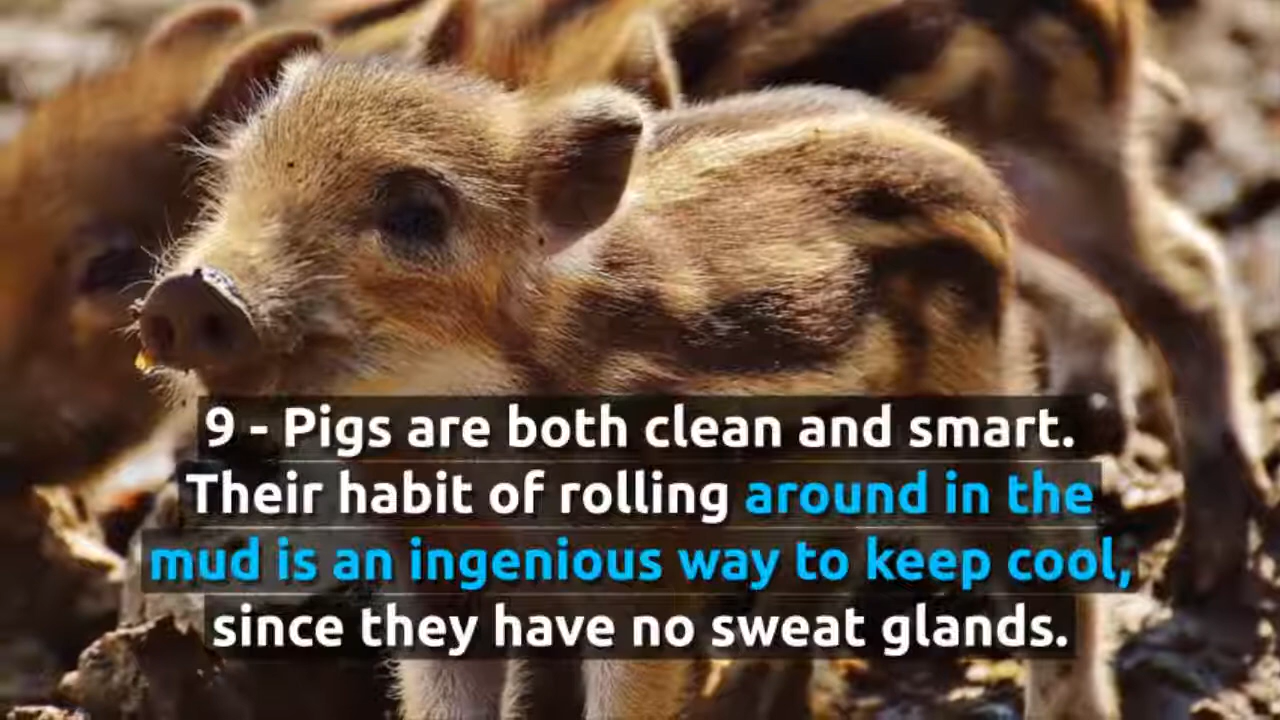 9 - Pigs are both clean and smart.
Their habit of rolling around in the
mud is an ingenious way to keep cool,
since they have no sweat glands.